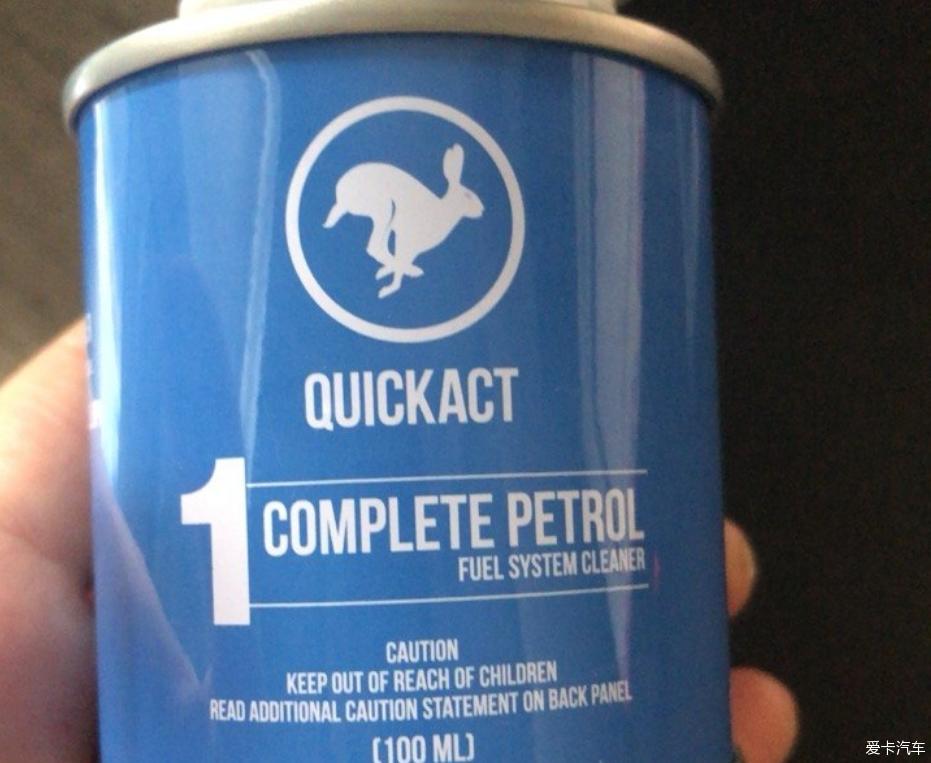 QUICKACT
1 COMPLETE PETROL
FUEL SYSTEM CLEANER
CAUTION
KEEP OUT OF REACH OF CHILDREN
READ ADDITIONAL CAUTION STATEMENT ON BACK PANEL
(100 ML)
爱卡汽车